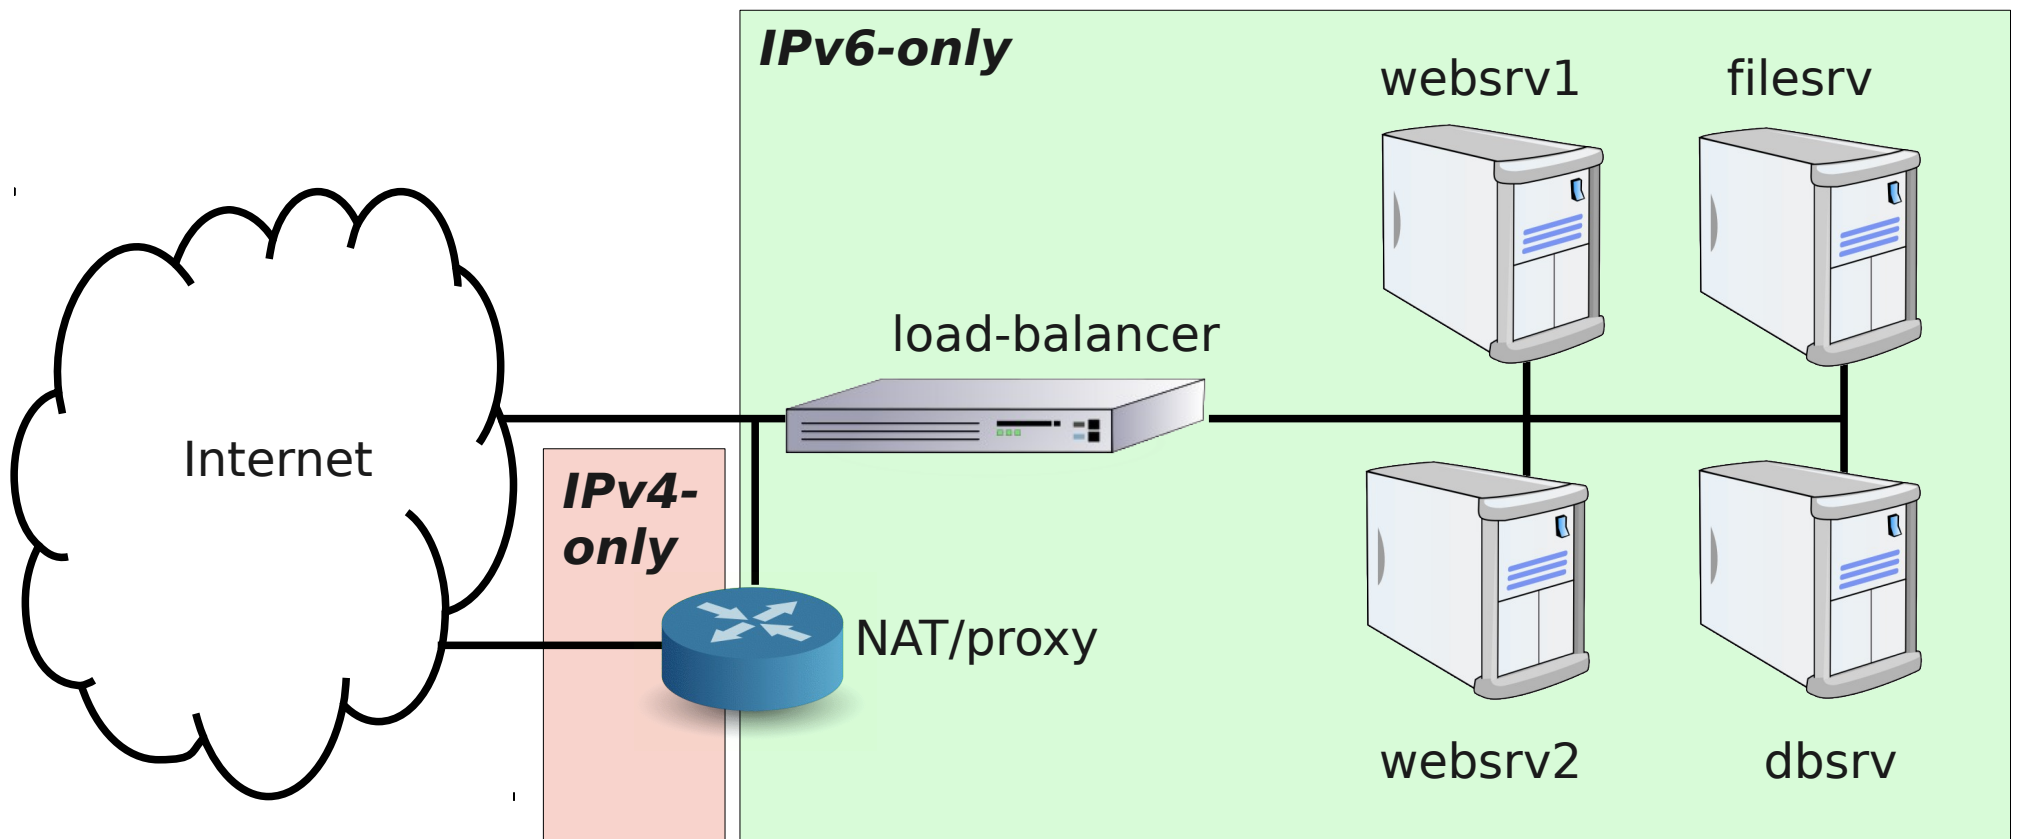 IPv6-only
websrv1
filesrv
load-balancer
Internet
IPv4-
only
NAT/proxy
websrv2
dbsrv